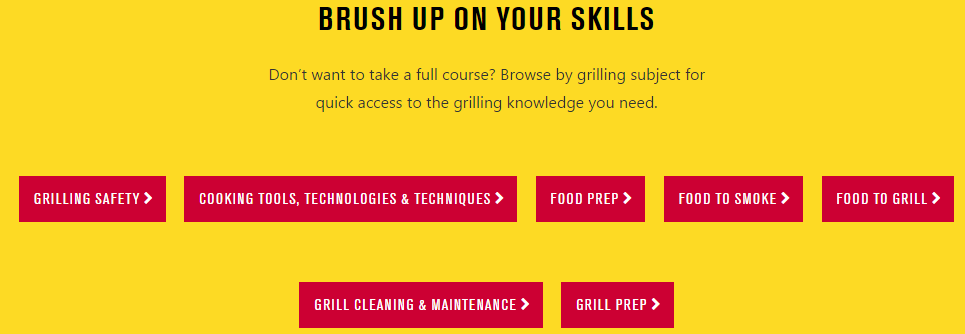 BRUSH UP ON YOUR SKILLS
Don't want to take a full course? Browse by grilling subject for
quick access to the grilling knowledge you need.
GRILLING SAFETY
COOKING TOOLS, TECHNOLOGIES & TECHNIQUES
FOOD PREP
FOOD TO SMOKE
FOOD TO GRILL
GRILL CLEANING & MAINTENANCE
GRILL PREP